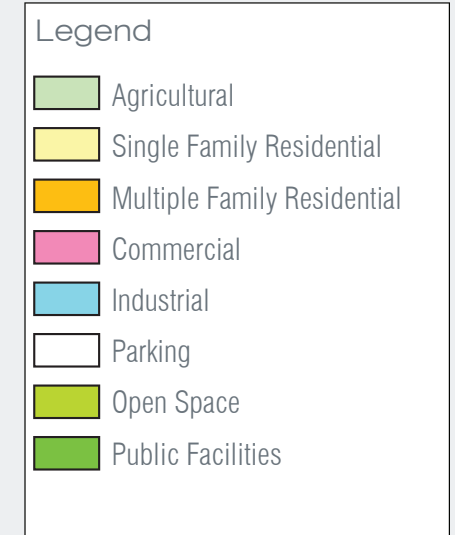 Legend
Agricultural
Single Family Residential
Multiple Family Residential
Commercial
Industrial
Parking
Open Space
Public Facilities